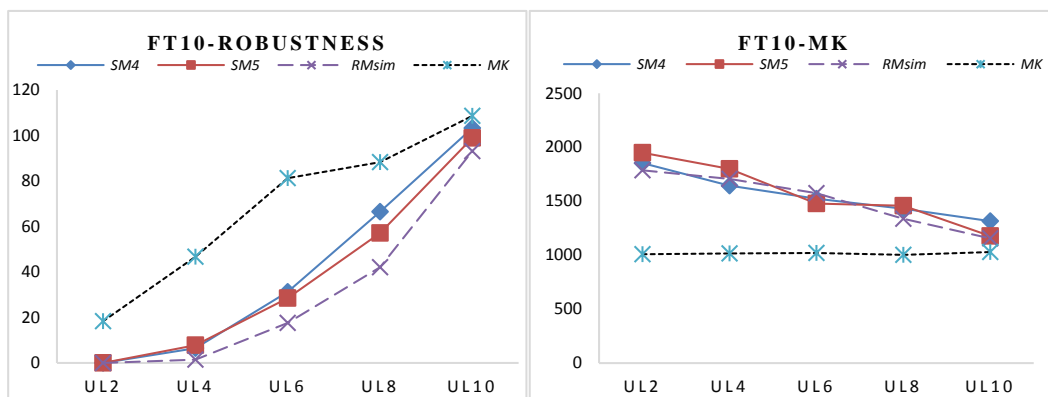 FT10-ROBUSTNESS
SM4 SM5 RMsim MK
120
100
80
60
40
20
0
UL2 UL4 UL6 UL8 UL10
FT10-MK
SM4 SM5 RMsim MK
2500
2000
1500
1000
500
0
UL2 UL4 UL6 UL8 UL10